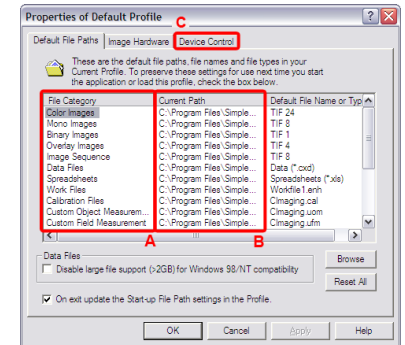 Properties of Default Profile
C
Default File Paths Image Hardware Device Control
These are the default file paths, file names and file types in your
Current Profile. To preserve these settings for use next time you start
the application or load this profile, check the box below.
File Category Current Path Default File Name or Typ
Color Images C:\Program Files\Simple... TIF 24
Mono Images C:\Program Files\Simple... TIF 8
Binary Images C:\Program Files\Simple... TIF 1
Overlay Images C:\Program Files\Simple... TIF 4
Image Sequence C:\Program Files\Simple... TIF 8
Data Files C:\Program Files\Simple... Data (*.cxd)
Spreadsheets C:\Program Files\Simple... Spreadsheets (*.xls)
Work Files C:\Program Files\Simple... Workfile1.enh
Calibration Files C:\Program Files\Simple... CImaging.cal
Custom Object Measurem... C:\Program Files\Simple... CImaging.uom
Custom Field Measurement C:\Program Files\Simple... CImaging.ufm
A B
Data Files
Disable large file support (>2GB) for Windows 98/NT compatibility
Browse
Reset All
On exit update the Start-up File Path settings in the Profile.
OK Cancel Apply Help